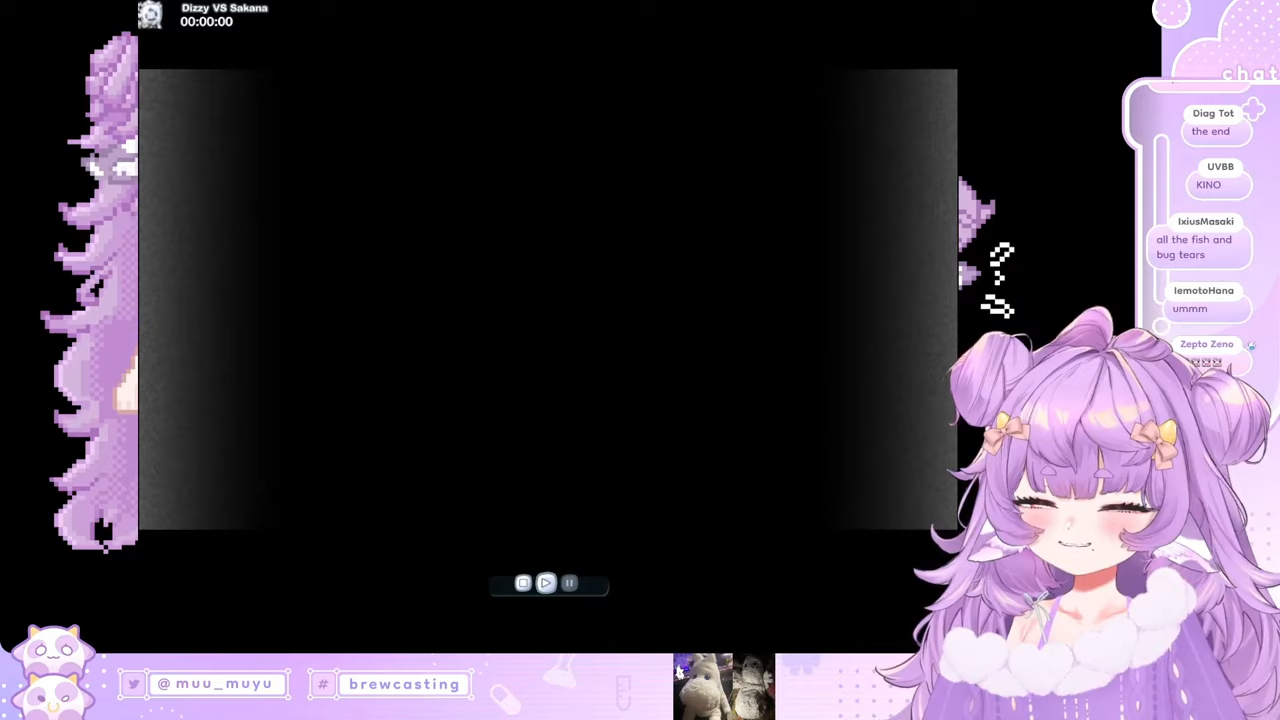 Dizzy VS Sakana
00:00:00
chat
Diag Tot
the end
UVBB
KINO
IxiusMasaki
all the fish and
bug tears
IemotoHana
ummm
Zepto Zeno
@muu_muyu
# brewcasting